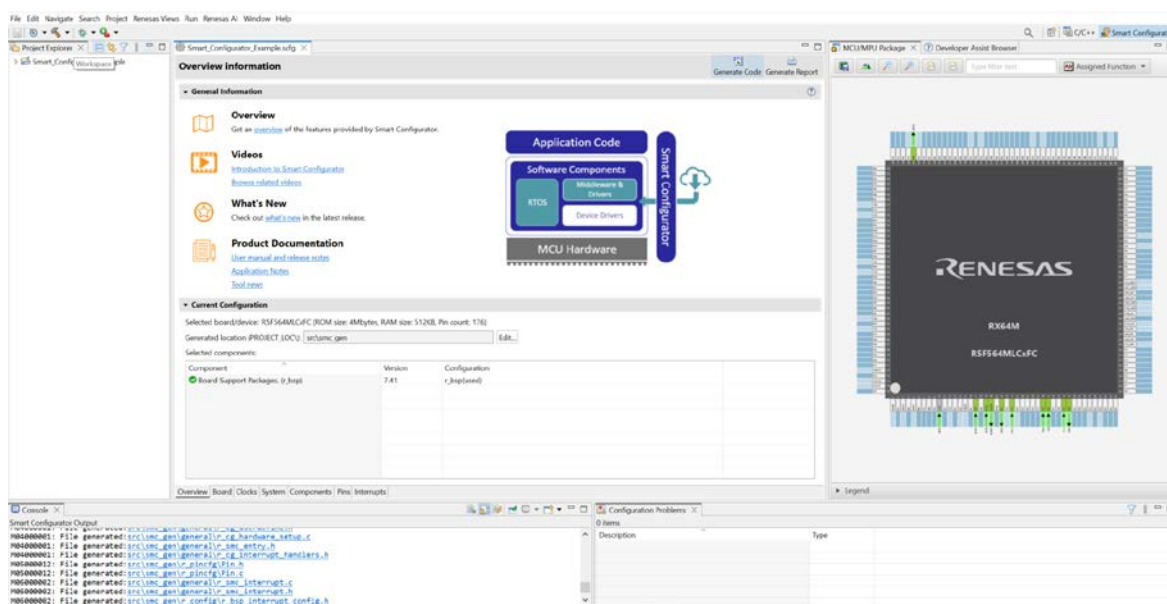 File Edit Navigate Search Project Renesas Views Run Renesas AI Window Help
C/C++ Smart Configurat
Project Explorer
Smart_Configurator_Example.scfg
MCU/MPU Package Developer Assist Browser
Smart_Confi Workspace ple
Overview information
Generate Code Generate Report
type filter text
Assigned Function
General Information
Overview
Get an overview of the features provided by Smart Configurator.
Videos
Introduction to Smart Configurator
Browse related videos
What's New
Check out what's new in the latest release.
Product Documentation
User manual and release notes
Application Notes
Tool news
Application Code
Software Components
RTOS
Middleware &
Drivers
Device Drivers
MCU Hardware
Smart Configurator
RENESAS
RX64M
R5F564MLCxFC
Current Configuration
Selected board/device: R5F564MLCxFC (ROM size: 4Mbytes, RAM size: 512KB, Pin count: 176)
Generated location (PROJECT_LOC\): src\smc_gen Edit...
Selected components:
Component Version Configuration
Board Support Packages. (r_bsp) 7.41 r_bsp(used)
Overview Board Clocks System Components Pins Interrupts
Legend
Console
Smart Configurator Output
M04000001: File generated:src\smc_gen\general\r_cg_hardware_setup.c
M04000001: File generated:src\smc_gen\general\r_smc_entry.h
M04000001: File generated:src\smc_gen\general\r_cg_interrupt_handlers.h
M05000012: File generated:src\smc_gen\r_pincfg\Pin.h
M05000012: File generated:src\smc_gen\r_pincfg\Pin.c
M06000002: File generated:src\smc_gen\general\r_smc_interrupt.c
M06000002: File generated:src\smc_gen\general\r_smc_interrupt.h
M06000002: File generated:src\smc_gen\r_config\r_bsp_interrupt_config.h
Configuration Problems
0 items
Description Type